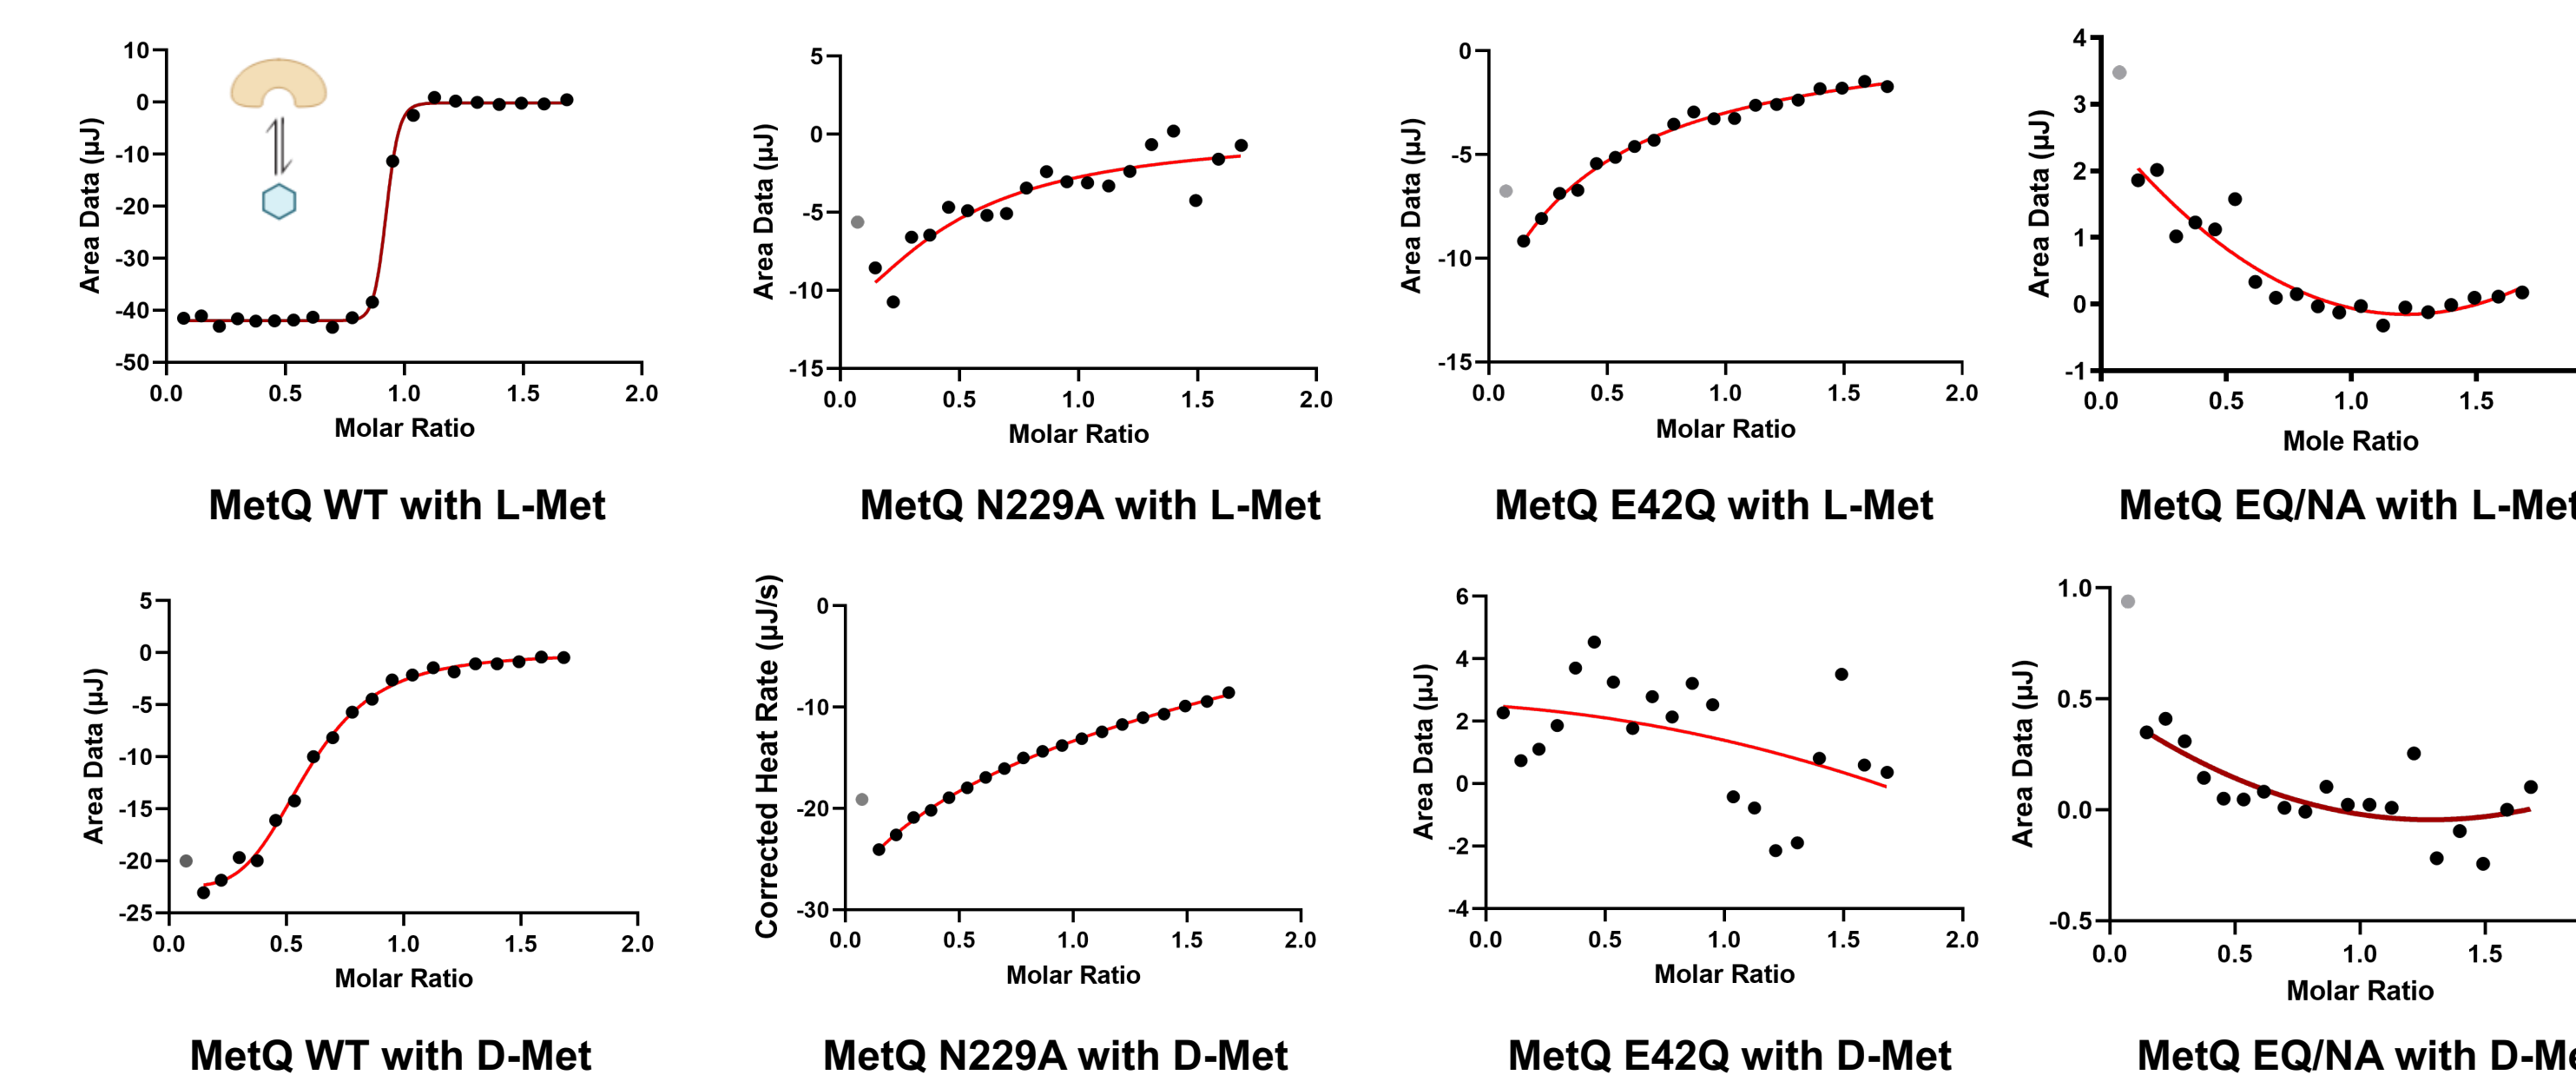 10
0
-10
-20
-30
-40
-50
Area Data (µJ)
0.0 0.5 1.0 1.5 2.0
Molar Ratio
MetQ WT with L-Met
5
0
-5
-10
-15
Area Data (µJ)
0.0 0.5 1.0 1.5 2.0
Molar Ratio
MetQ N229A with L-Met
0
-5
-10
-15
Area Data (µJ)
0.0 0.5 1.0 1.5 2.0
Molar Ratio
MetQ E42Q with L-Met
4
3
2
1
0
-1
Area Data (µJ)
0.0 0.5 1.0 1.5
Mole Ratio
MetQ EQ/NA with L-Met
5
0
-5
-10
-15
-20
-25
Area Data (µJ)
0.0 0.5 1.0 1.5 2.0
Molar Ratio
MetQ WT with D-Met
0
-10
-20
-30
Corrected Heat Rate (µJ/s)
0.0 0.5 1.0 1.5 2.0
Molar Ratio
MetQ N229A with D-Met
6
4
2
0
-2
-4
Area Data (µJ)
0.0 0.5 1.0 1.5 2.0
Molar Ratio
MetQ E42Q with D-Met
1.0
0.5
0.0
-0.5
Area Data (µJ)
0.0 0.5 1.0 1.5
Molar Ratio
MetQ EQ/NA with D-Me